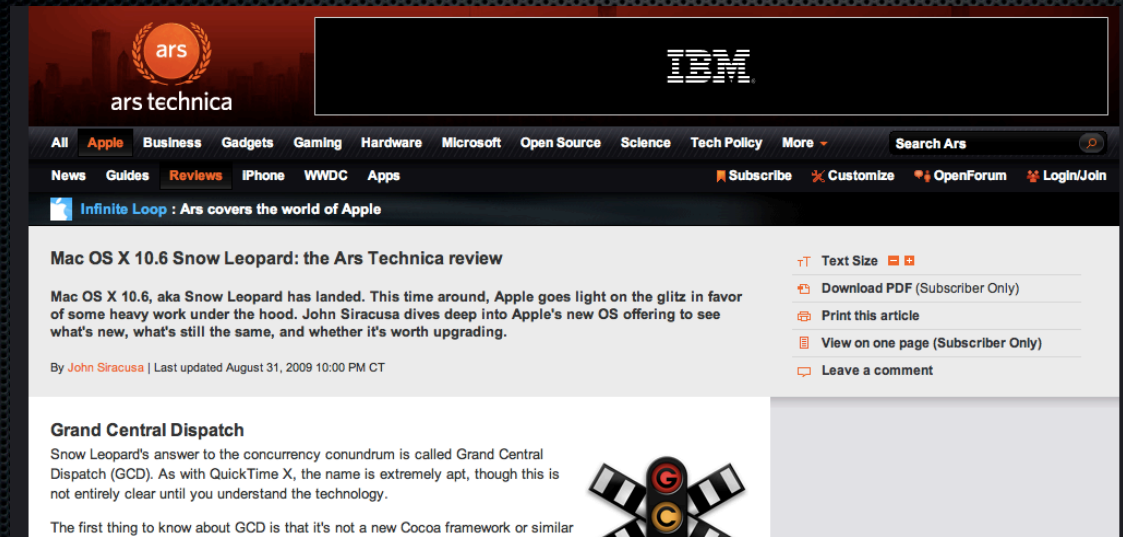 ars
ars technica
IBM.
All Apple Business Gadgets Gaming Hardware Microsoft Open Source Science Tech Policy More Search Ars
News Guides Reviews iPhone WWDC Apps Subscribe Customize OpenForum Login/Join
Infinite Loop : Ars covers the world of Apple
Mac OS X 10.6 Snow Leopard: the Ars Technica review
Mac OS X 10.6, aka Snow Leopard has landed. This time around, Apple goes light on the glitz in favor
of some heavy work under the hood. John Siracusa dives deep into Apple's new OS offering to see
what's new, what's still the same, and whether it's worth upgrading.
By John Siracusa | Last updated August 31, 2009 10:00 PM CT
TT Text Size
Download PDF (Subscriber Only)
Print this article
View on one page (Subscriber Only)
Leave a comment
Grand Central Dispatch
Snow Leopard's answer to the concurrency conundrum is called Grand Central
Dispatch (GCD). As with QuickTime X, the name is extremely apt, though this is
not entirely clear until you understand the technology.
The first thing to know about GCD is that it's not a new Cocoa framework or similar
G
C